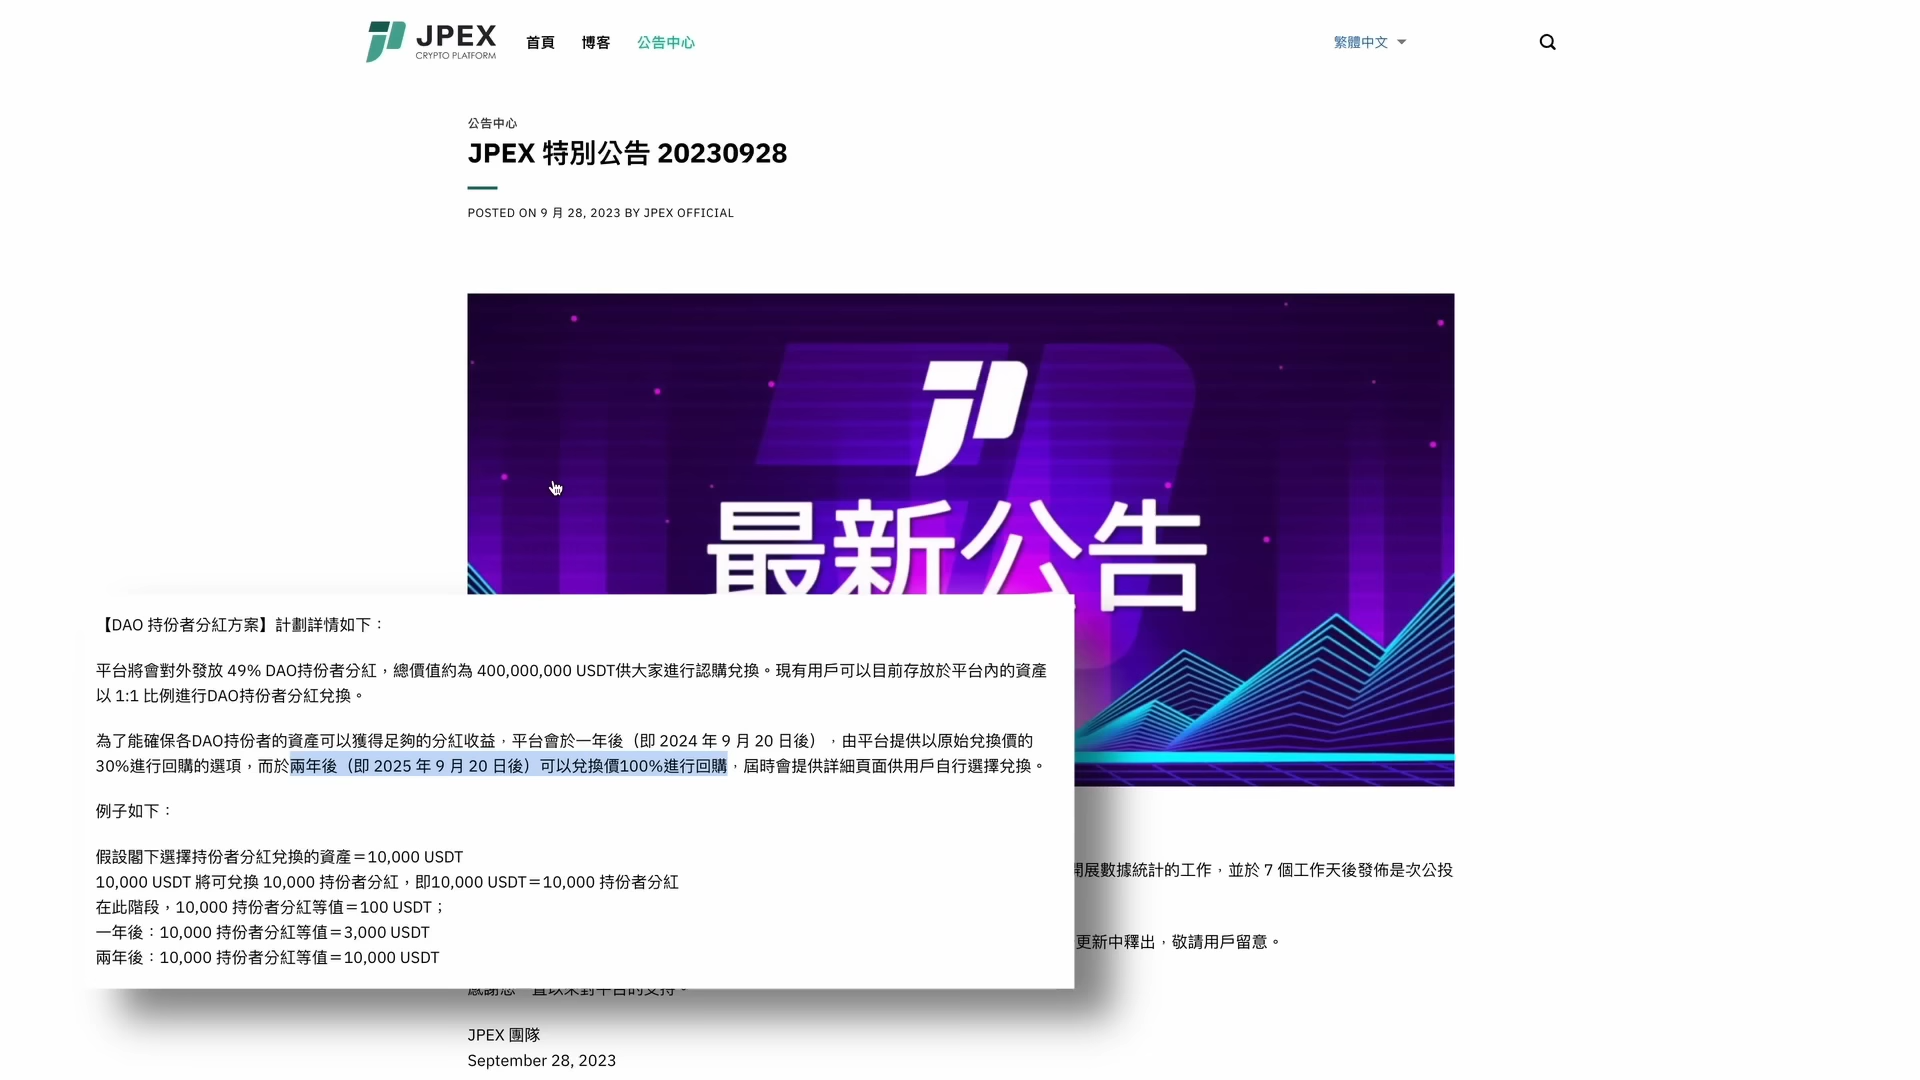 JPEX
CRYPTO PLATFORM
首頁
博客
公告中心
繁體中文
公告中心
JPEX 特別公告 20230928
POSTED ON 9 月 28, 2023 BY JPEX OFFICIAL
最新公告
【DAO 持份者分紅方案】計劃詳情如下：
平台將會對外發放 49% DAO持份者分紅，總價值約為 400,000,000 USDT供大家進行認購兌換。現有用戶可以目前存放於平台內的資產
以 1:1 比例進行DAO持份者分紅兌換。
為了能確保各DAO持份者的資產可以獲得足夠的分紅收益，平台會於一年後（即 2024 年 9 月 20 日後），由平台提供以原始兌換價的
30%進行回購的選項，而於兩年後（即 2025 年 9 月 20 日後）可以兌換價100%進行回購，屆時會提供詳細頁面供用戶自行選擇兌換。
例子如下：
假設閣下選擇持份者分紅兌換的資產＝10,000 USDT
10,000 USDT 將可兌換 10,000 持份者分紅，即10,000 USDT＝10,000 持份者分紅
在此階段，10,000 持份者分紅等值＝100 USDT；
一年後：10,000 持份者分紅等值＝3,000 USDT
兩年後：10,000 持份者分紅等值＝10,000 USDT
開展數據統計的工作，並於 7 個工作天後發佈是次公投
更新中釋出，敬請用戶留意。
感謝您一直以來對平台的支持。
JPEX 團隊
September 28, 2023